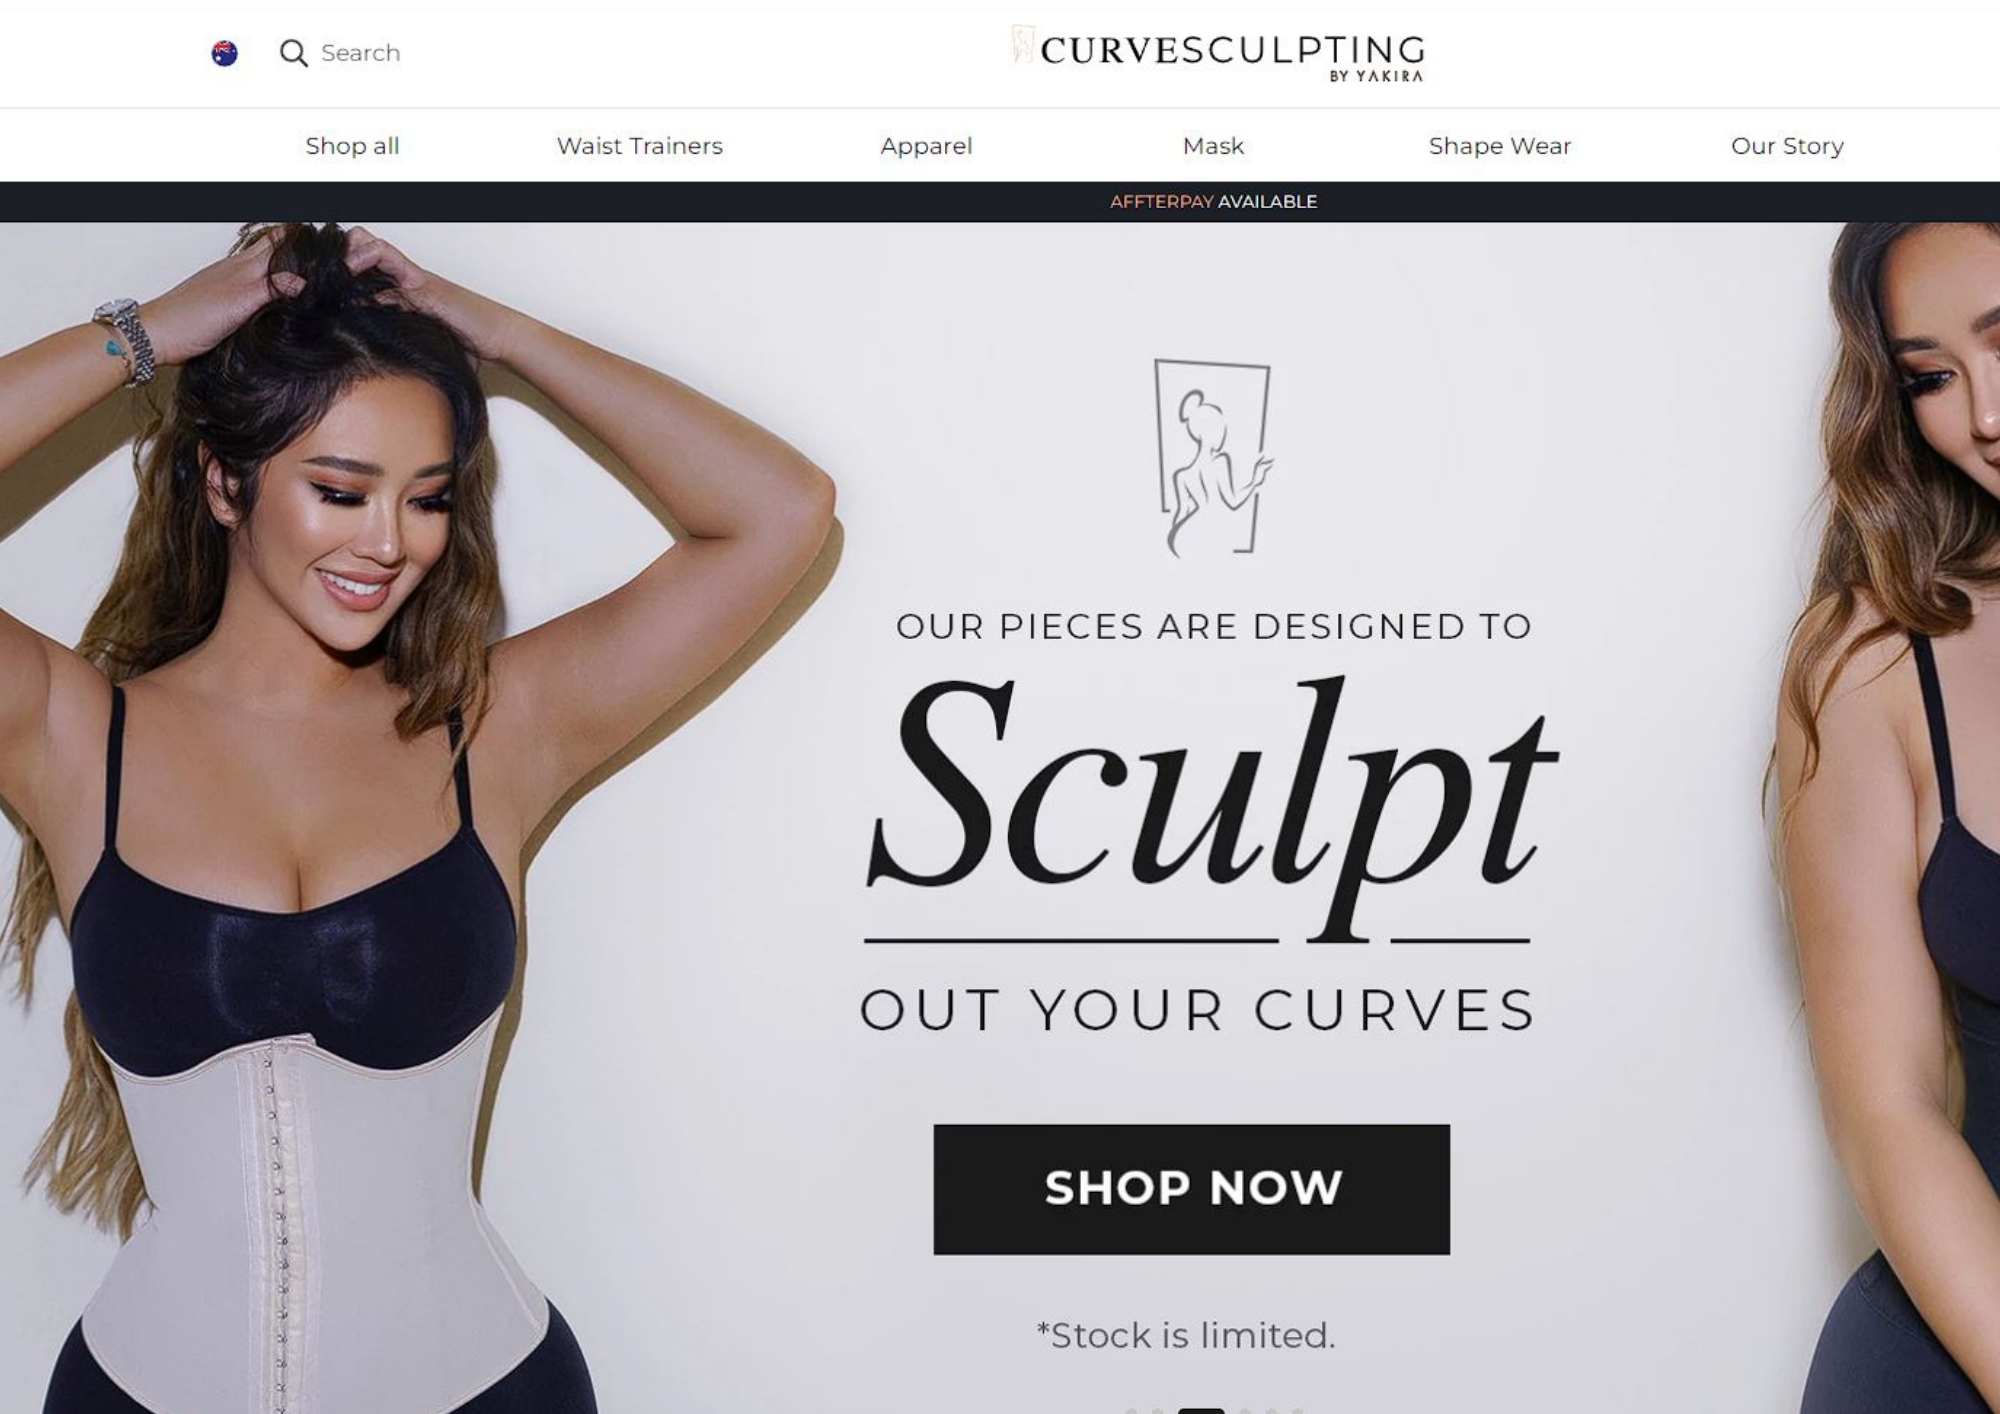 Search
CURVESCULPTING
BY YAKIRA
Shop all
Waist Trainers
Apparel
Mask
Shape Wear
Our Story
AFFTERPAY AVAILABLE
OUR PIECES ARE DESIGNED TO
Sculpt
OUT YOUR CURVES
SHOP NOW
*Stock is limited.